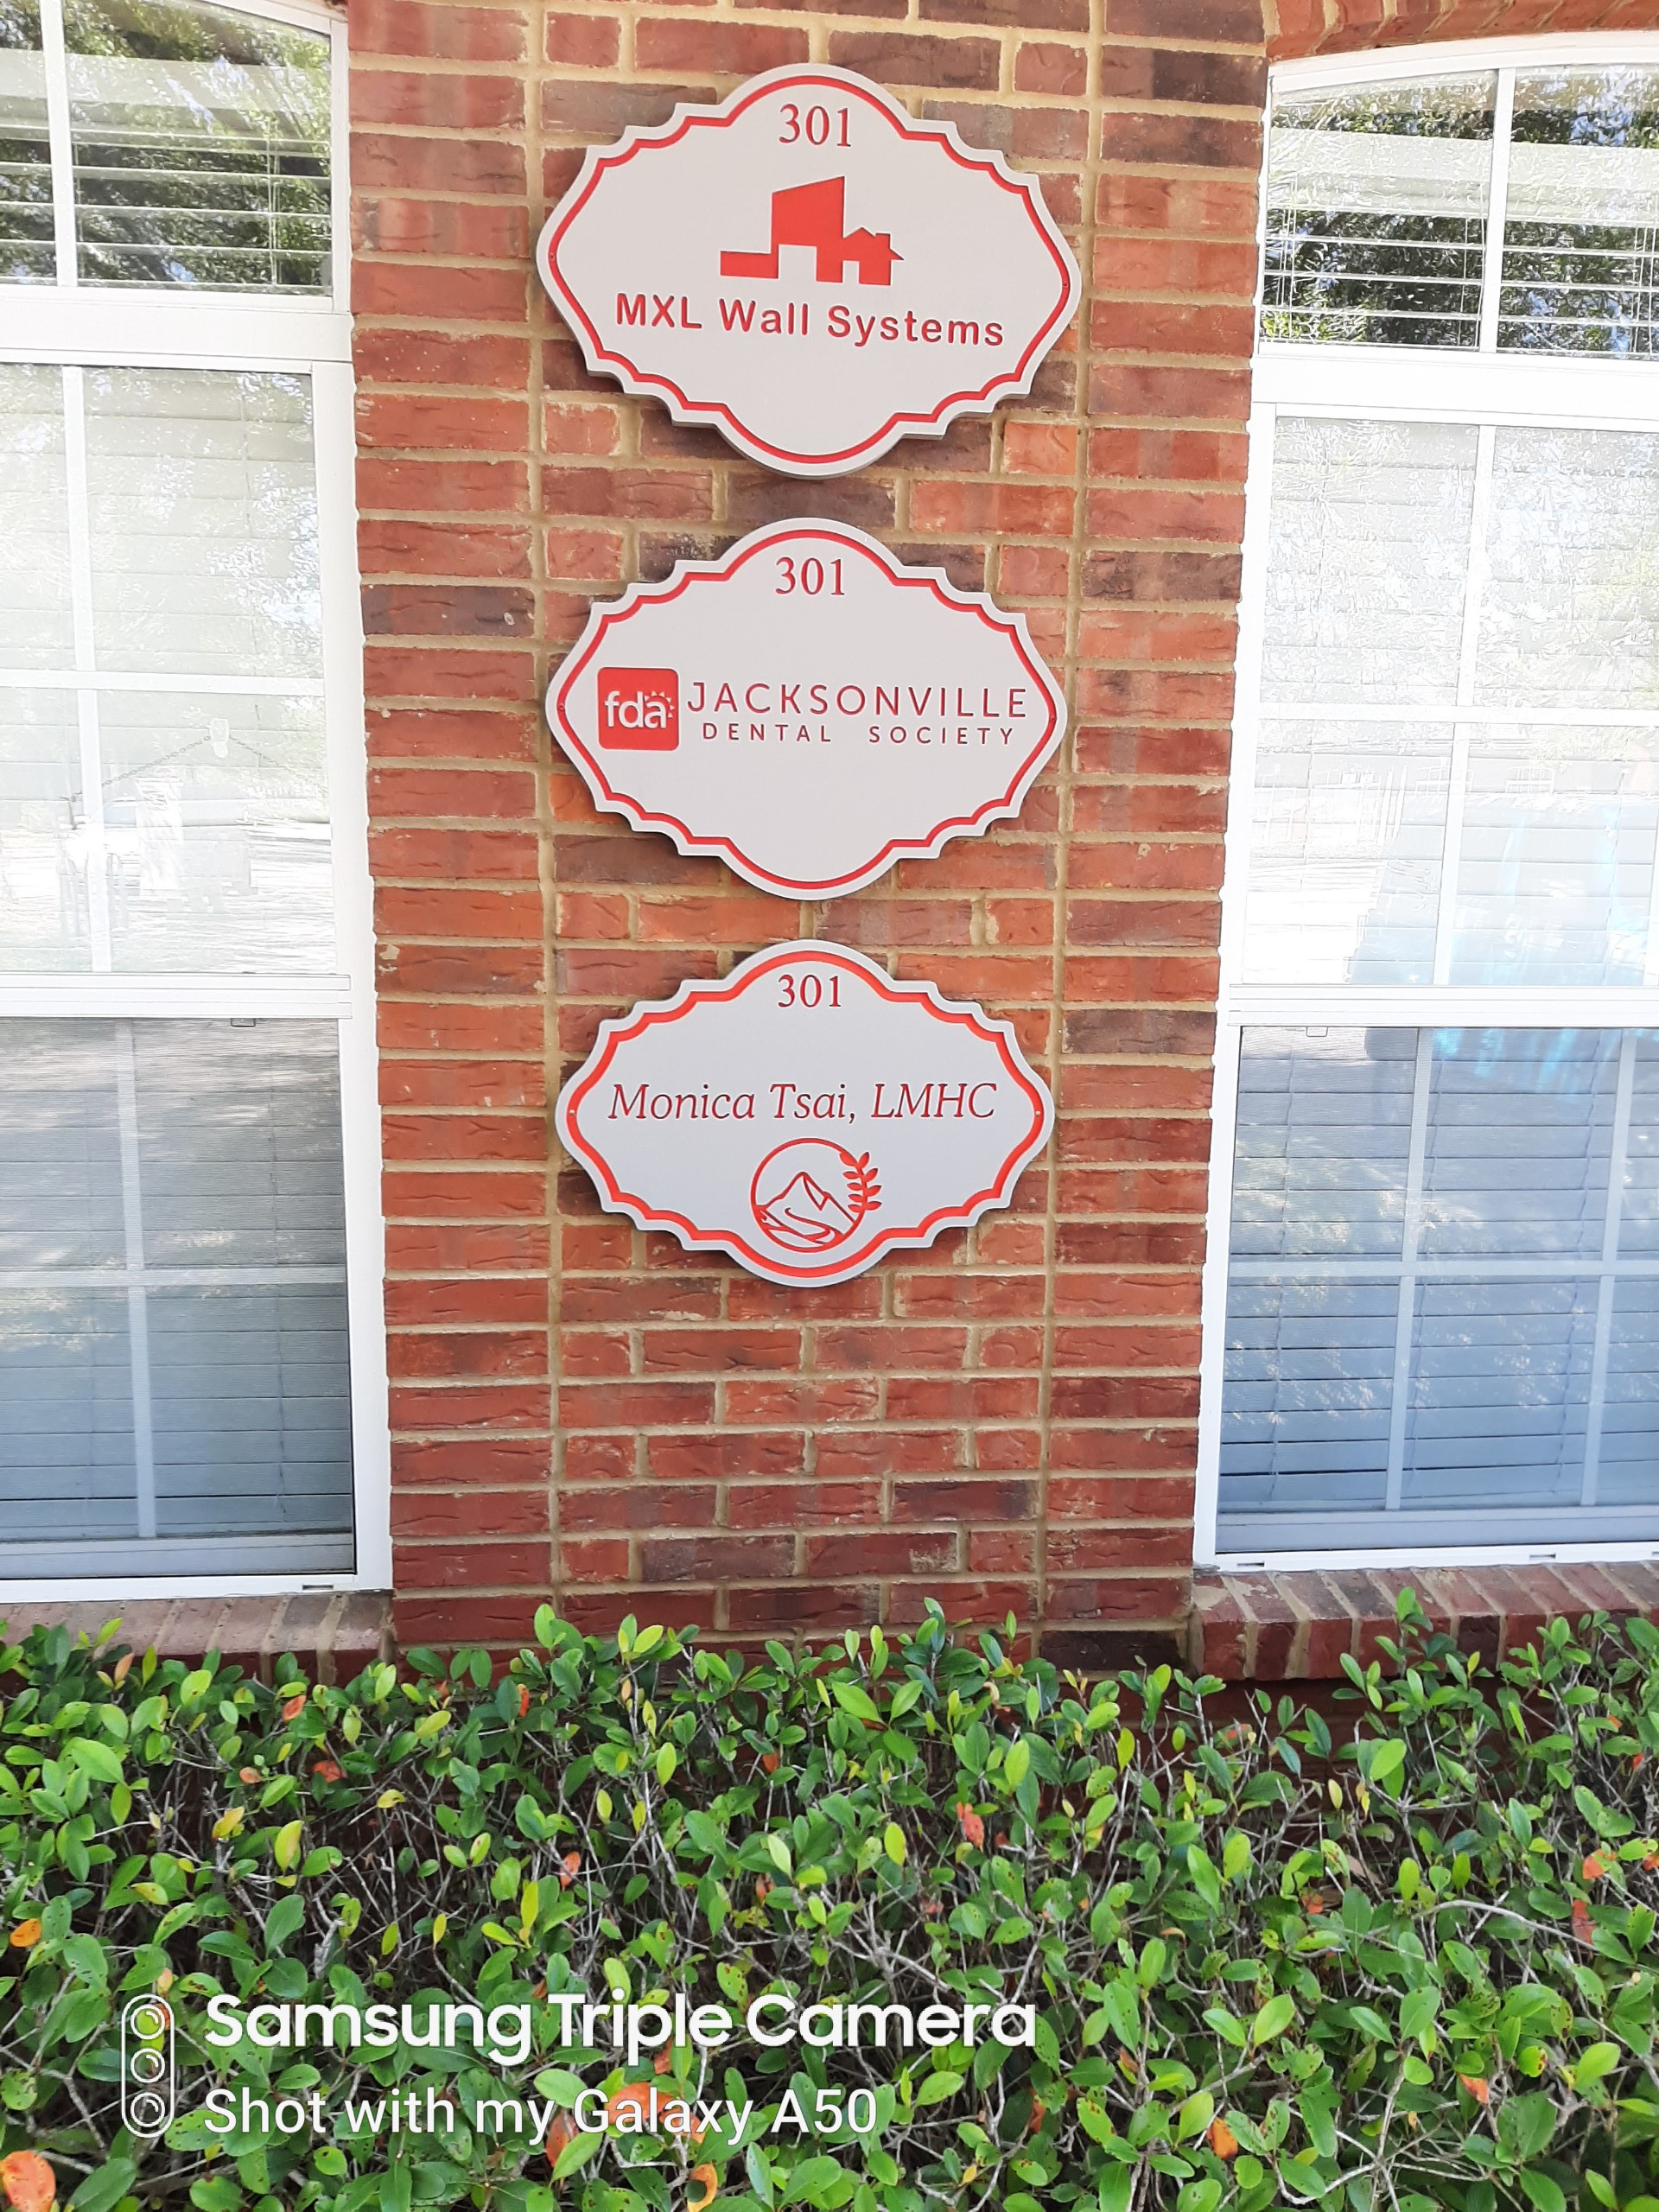 301
MXL Wall Systems
301
fda JACKSONVILLE
DENTAL SOCIETY
301
Monica Tsai, LMHC
Samsung Triple Camera
Shot with my Galaxy A50